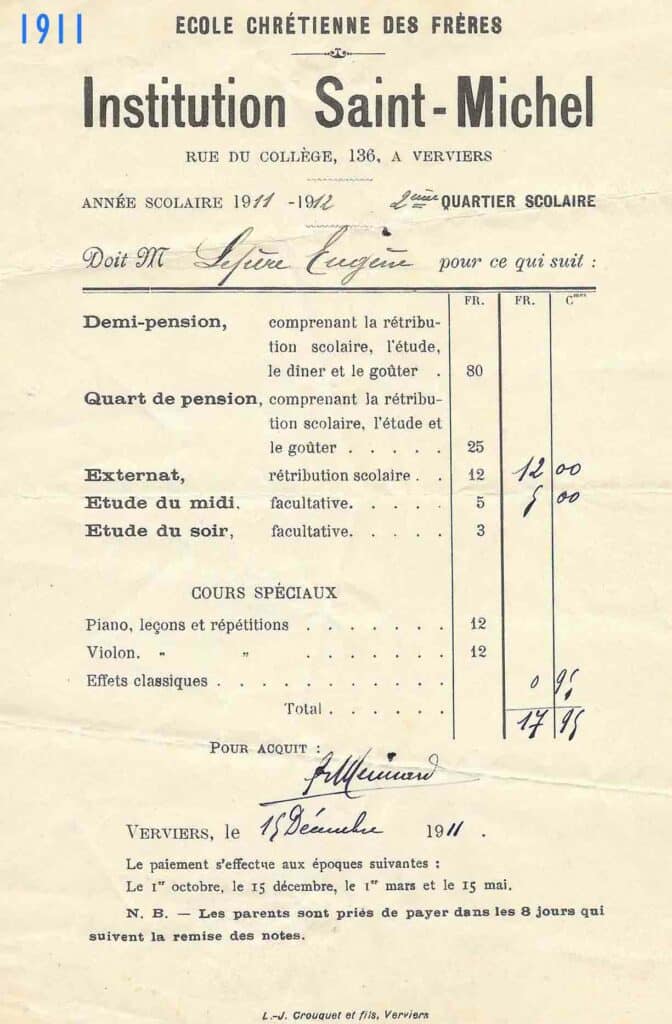 1911
ECOLE CHRÉTIENNE DES FRÈRES
Institution Saint-Michel
RUE DU COLLÈGE, 136, A VERVIERS
ANNÉE SCOLAIRE 1911 -1912 2ème QUARTIER SCOLAIRE
Doit M Eugène pour ce qui suit :
FR. FR. Cmes
Demi-pension, comprenant la rétribu-
tion scolaire, l'étude,
le dîner et le goûter . 80
Quart de pension, comprenant la rétribu-
tion scolaire, l'étude et
le goûter . . . . . 25
Externat, rétribution scolaire . . 12 12 00
Etude du midi, facultative. . . . . 5 5 00
Etude du soir, facultative. . . . . 3
COURS SPÉCIAUX
Piano, leçons et répétitions . . . . . . . 12
Violon. " " . . . . . . . 12
Effets classiques . . . . . . . . . . . 0 95
Total . . . . . . 17 95
POUR ACQUIT :
VERVIERS, le 15 Décembre 1911 .
Le paiement s'effectue aux époques suivantes :
Le 1er octobre, le 15 décembre, le 1er mars et le 15 mai.
N. B. — Les parents sont priés de payer dans les 8 jours qui
suivent la remise des notes.
L.-J. Crouquet et fils, Verviers